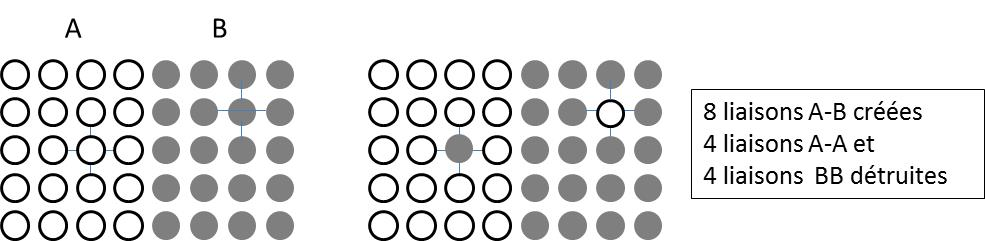 A B
8 liaisons A-B créées
4 liaisons A-A et
4 liaisons BB détruites